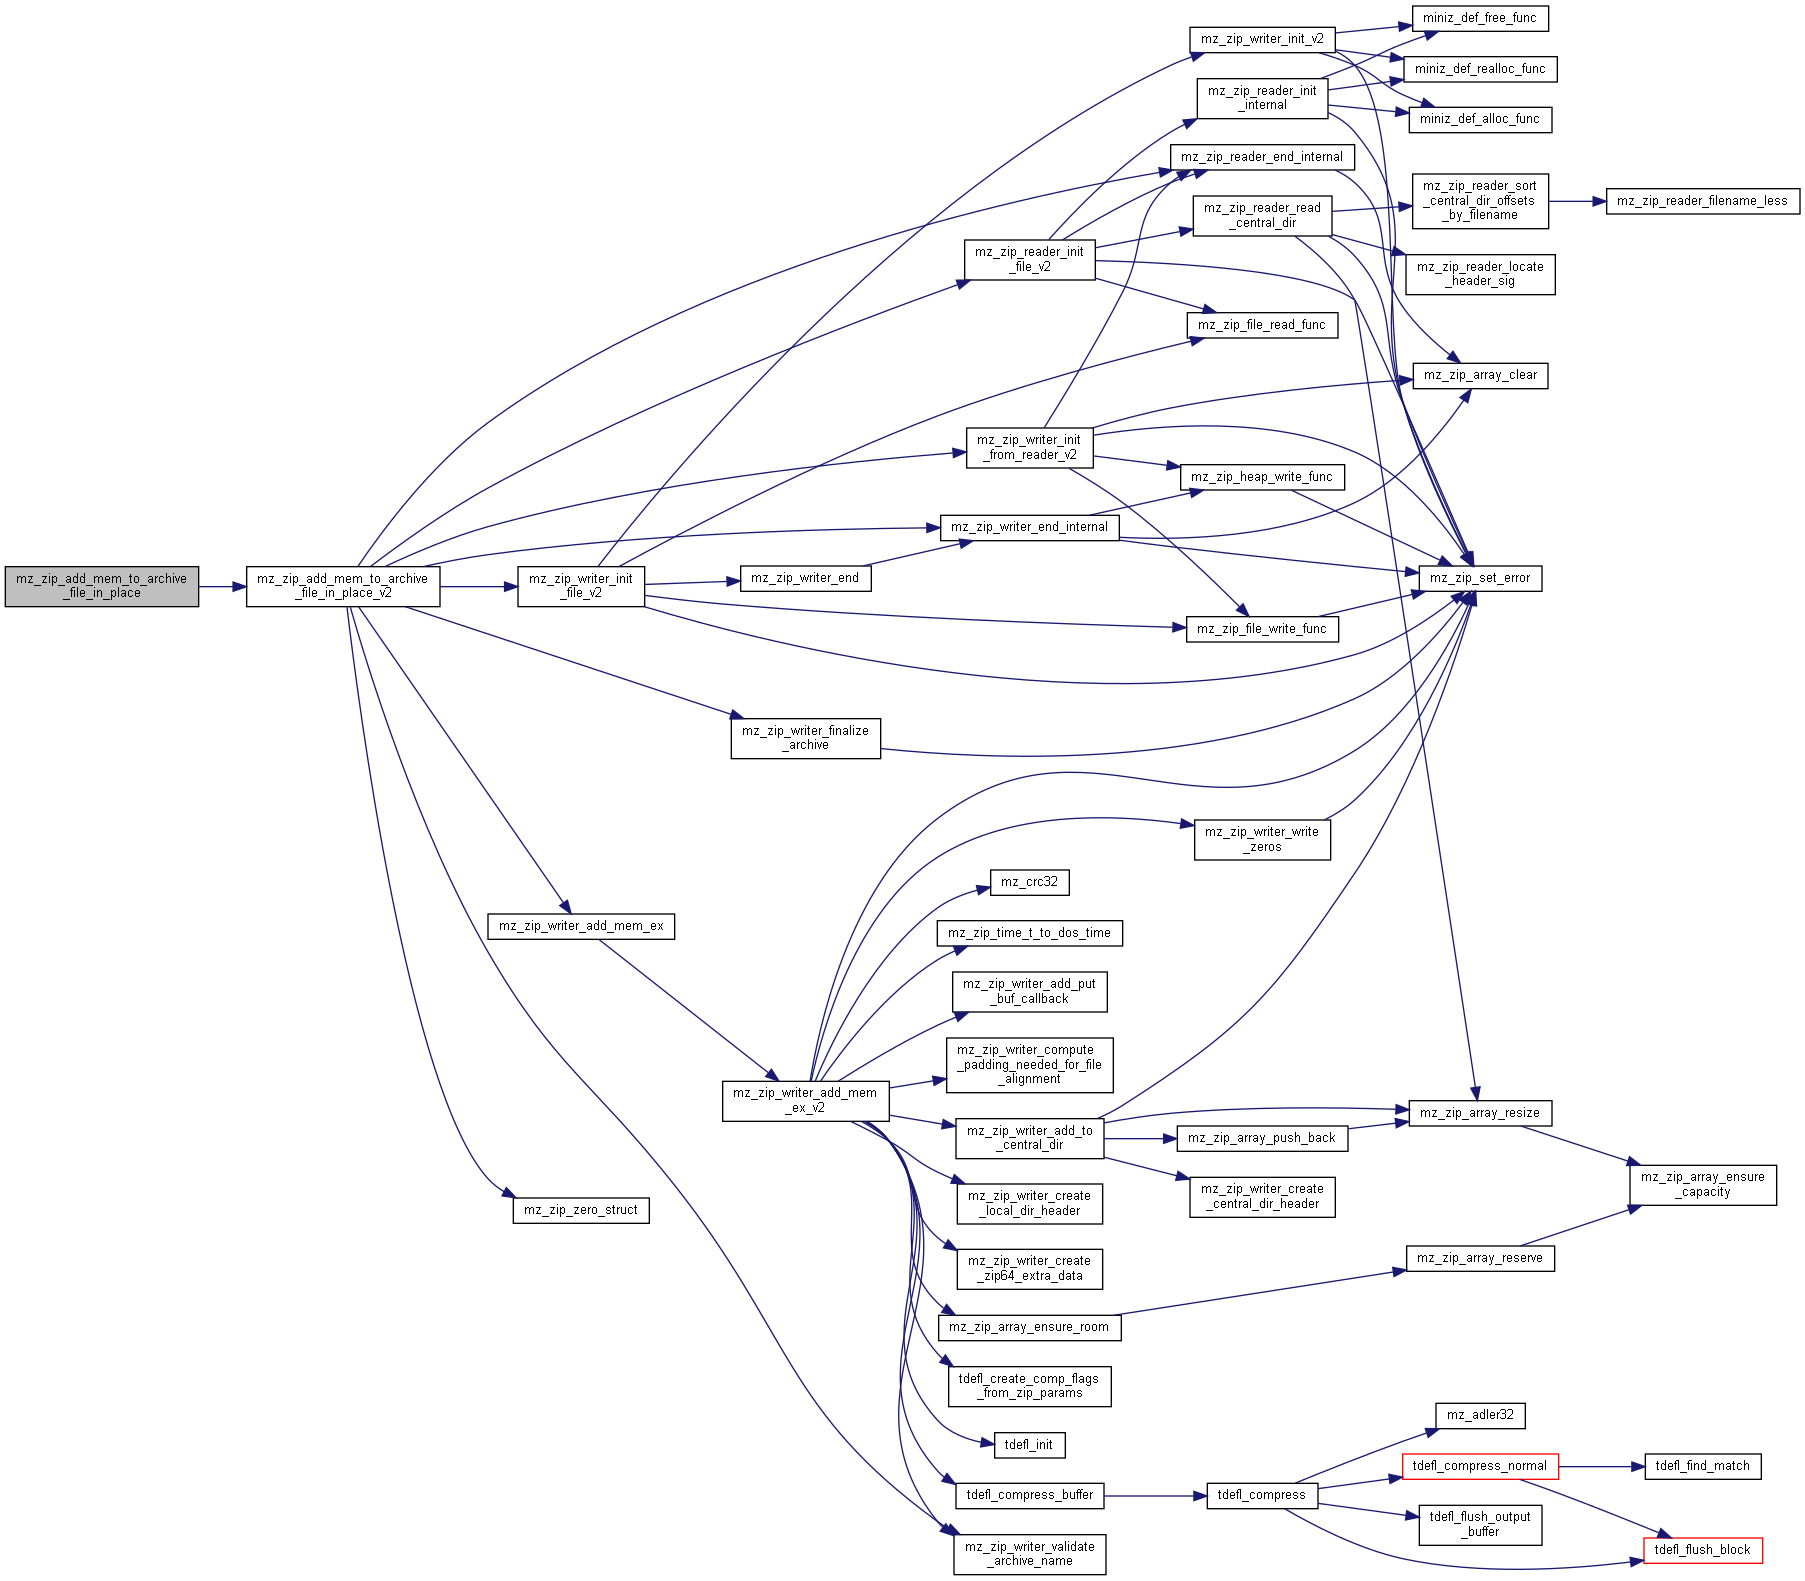 mz_zip_add_mem_to_archive
_file_in_place
mz_zip_add_mem_to_archive
_file_in_place_v2
mz_zip_writer_init
_file_v2
mz_zip_writer_add_mem_ex
mz_zip_zero_struct
mz_zip_writer_end
mz_zip_writer_finalize
_archive
mz_zip_writer_add_mem
_ex_v2
mz_zip_reader_init
_file_v2
mz_zip_writer_init
_from_reader_v2
mz_zip_writer_end_internal
mz_crc32
mz_zip_time_t_to_dos_time
mz_zip_writer_add_put
_buf_callback
mz_zip_writer_compute
_padding_needed_for_file
_alignment
mz_zip_writer_add_to
_central_dir
mz_zip_writer_create
_local_dir_header
mz_zip_writer_create
_zip64_extra_data
mz_zip_array_ensure_room
tdefl_create_comp_flags
_from_zip_params
tdefl_init
tdefl_compress_buffer
mz_zip_writer_validate
_archive_name
mz_zip_writer_init_v2
mz_zip_reader_init
_internal
mz_zip_reader_end_internal
mz_zip_reader_read
_central_dir
mz_zip_file_read_func
mz_zip_heap_write_func
mz_zip_file_write_func
mz_zip_writer_write
_zeros
mz_zip_array_push_back
mz_zip_writer_create
_central_dir_header
tdefl_compress
miniz_def_free_func
miniz_def_realloc_func
miniz_def_alloc_func
mz_zip_reader_sort
_central_dir_offsets
_by_filename
mz_zip_reader_locate
_header_sig
mz_zip_array_clear
mz_zip_set_error
mz_zip_array_resize
mz_zip_array_reserve
mz_adler32
tdefl_compress_normal
tdefl_flush_output
_buffer
mz_zip_reader_filename_less
mz_zip_array_ensure
_capacity
tdefl_find_match
tdefl_flush_block